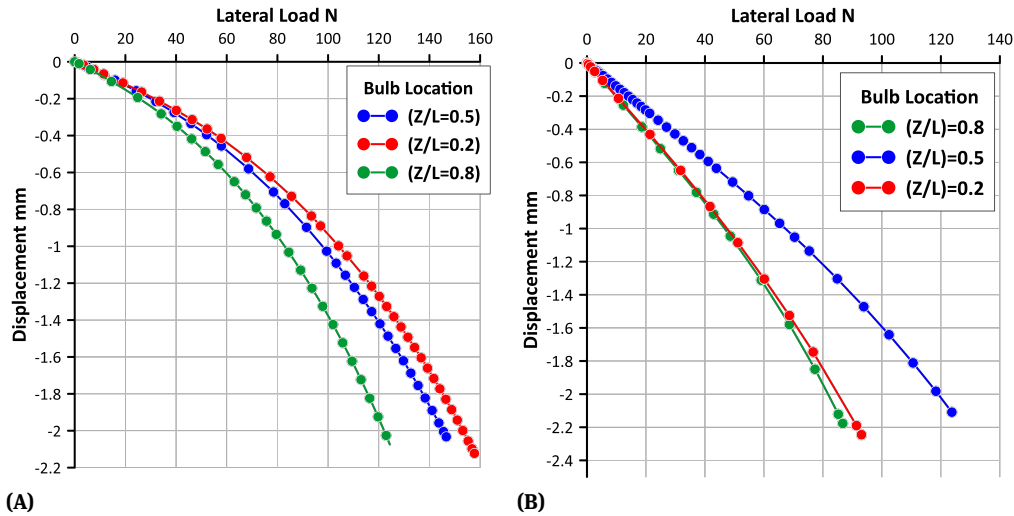 Lateral Load N
0 20 40 60 80 100 120 140 160
0
-0.2
-0.4
-0.6
-0.8
-1
-1.2
-1.4
-1.6
-1.8
-2
-2.2
Displacement mm
Bulb Location
(Z/L=0.5)
(Z/L=0.2)
(Z/L=0.8)
(A)
Lateral Load N
0 20 40 60 80 100 120 140
0
-0.2
-0.4
-0.6
-0.8
-1
-1.2
-1.4
-1.6
-1.8
-2
-2.2
-2.4
Displacement mm
Bulb Location
(Z/L)=0.8
(Z/L)=0.5
(Z/L)=0.2
(B)